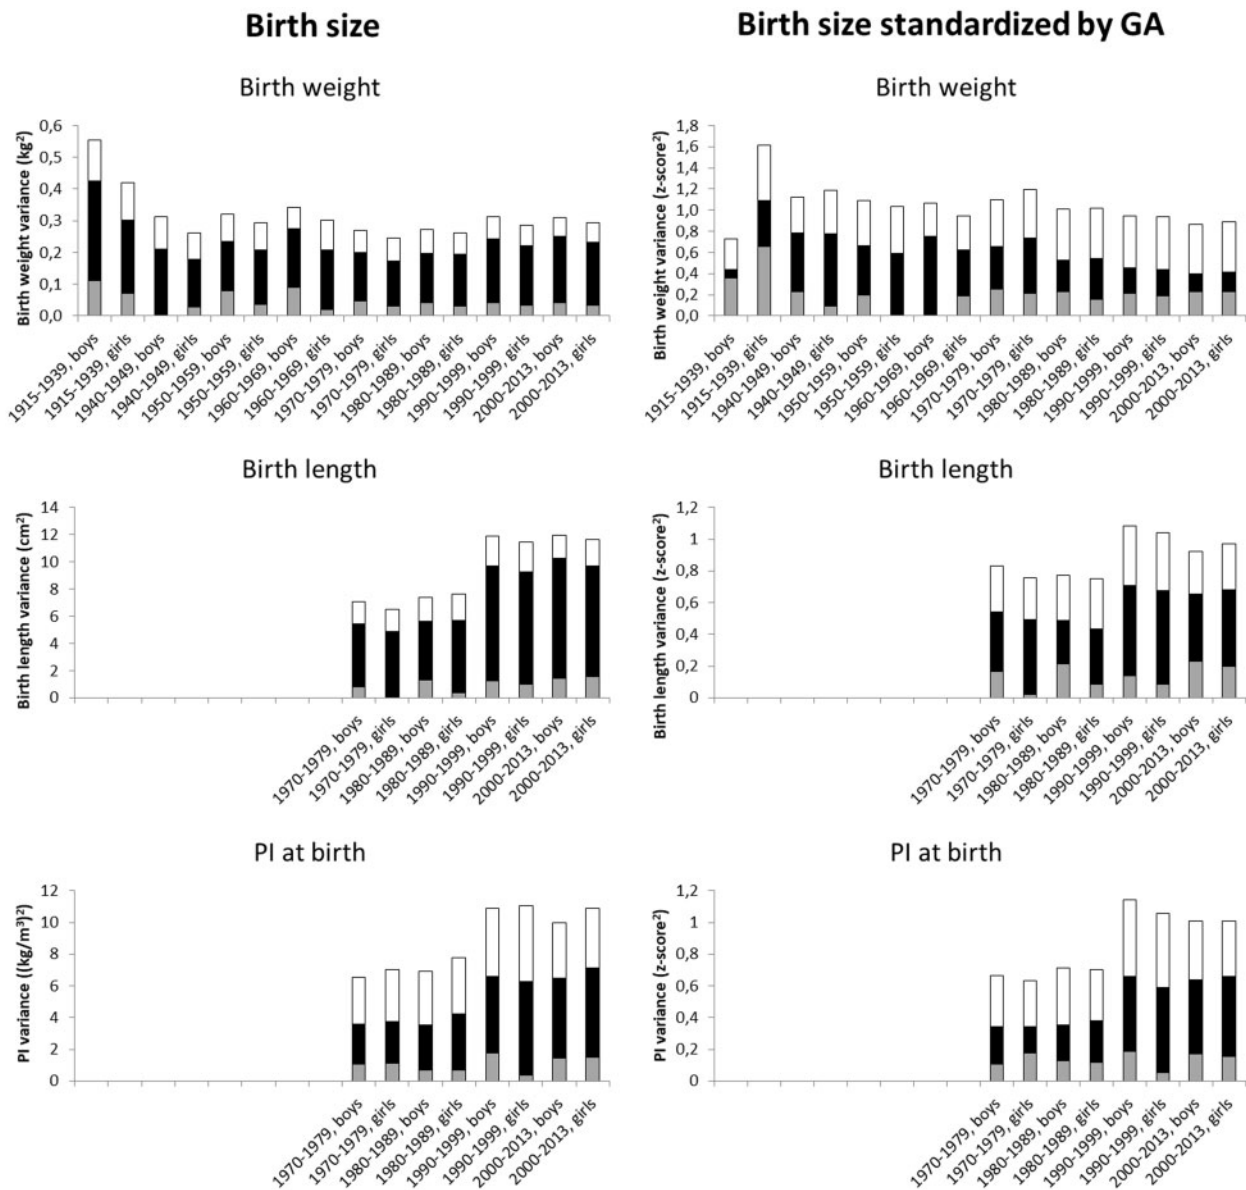 Birth size
Birth size standardized by GA
Birth weight
Birth weight variance (kg²)
0,6
0,5
0,4
0,3
0,2
0,1
0,0
1915-1939, boys
1915-1939, girls
1940-1949, boys
1940-1949, girls
1950-1959, boys
1950-1959, girls
1960-1969, boys
1960-1969, girls
1970-1979, boys
1970-1979, girls
1980-1989, boys
1980-1989, girls
1990-1999, boys
1990-1999, girls
2000-2013, boys
2000-2013, girls
Birth weight
Birth weight variance (z-score²)
1,8
1,6
1,4
1,2
1,0
0,8
0,6
0,4
0,2
0,0
1915-1939, boys
1915-1939, girls
1940-1949, boys
1940-1949, girls
1950-1959, boys
1950-1959, girls
1960-1969, boys
1960-1969, girls
1970-1979, boys
1970-1979, girls
1980-1989, boys
1980-1989, girls
1990-1999, boys
1990-1999, girls
2000-2013, boys
2000-2013, girls
Birth length
Birth length variance (cm²)
14
12
10
8
6
4
2
0
1970-1979, boys
1970-1979, girls
1980-1989, boys
1980-1989, girls
1990-1999, boys
1990-1999, girls
2000-2013, boys
2000-2013, girls
Birth length
Birth length variance (z-score²)
1,2
1
0,8
0,6
0,4
0,2
0
1970-1979, boys
1970-1979, girls
1980-1989, boys
1980-1989, girls
1990-1999, boys
1990-1999, girls
2000-2013, boys
2000-2013, girls
PI at birth
PI variance ((kg/m³)²)
12
10
8
6
4
2
0
1970-1979, boys
1970-1979, girls
1980-1989, boys
1980-1989, girls
1990-1999, boys
1990-1999, girls
2000-2013, boys
2000-2013, girls
PI at birth
PI variance (z-score²)
1,2
1
0,8
0,6
0,4
0,2
0
1970-1979, boys
1970-1979, girls
1980-1989, boys
1980-1989, girls
1990-1999, boys
1990-1999, girls
2000-2013, boys
2000-2013, girls